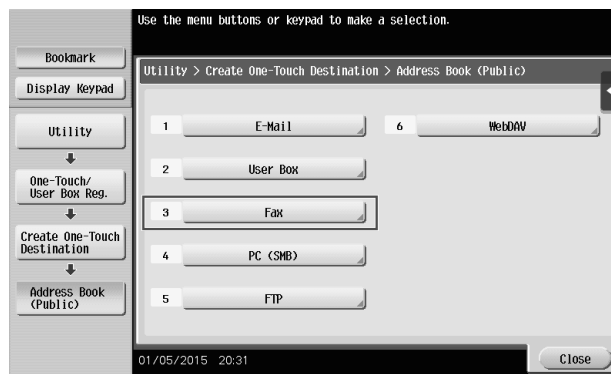 Use the menu buttons or keypad to make a selection.
Bookmark
Display Keypad
Utility
One-Touch/
User Box Reg.
Create One-Touch
Destination
Address Book
(Public)
Utility > Create One-Touch Destination > Address Book (Public)
1 E-Mail
2 User Box
3 Fax
4 PC (SMB)
5 FTP
6 WebDAV
01/05/2015 20:31
Close